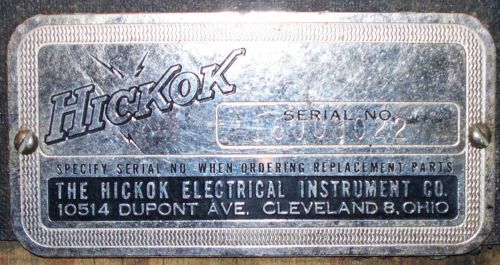 HICKOK
SERIAL NO.
SPECIFY SERIAL NO. WHEN ORDERING REPLACEMENT PARTS
THE HICKOK ELECTRICAL INSTRUMENT CO.
10514 DUPONT AVE. CLEVELAND 8, OHIO